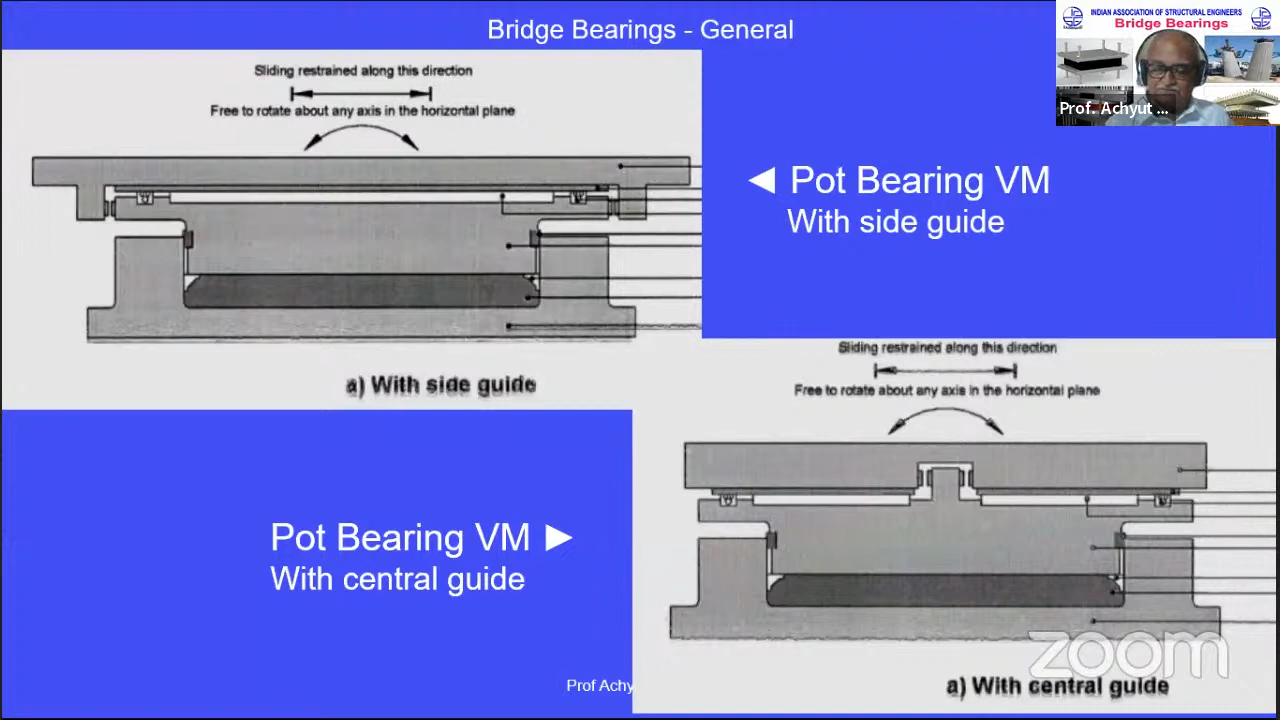 Bridge Bearings - General
INDIAN ASSOCIATION OF STRUCTURAL ENGINEERS
Bridge Bearings
Prof. Achyut ...
Sliding restrained along this direction
Free to rotate about any axis in the horizontal plane
a) With side guide
◄ Pot Bearing VM
With side guide
Pot Bearing VM ►
With central guide
Sliding restrained along this direction
Free to rotate about any axis in the horizontal plane
a) With central guide
Prof Achy
zoom